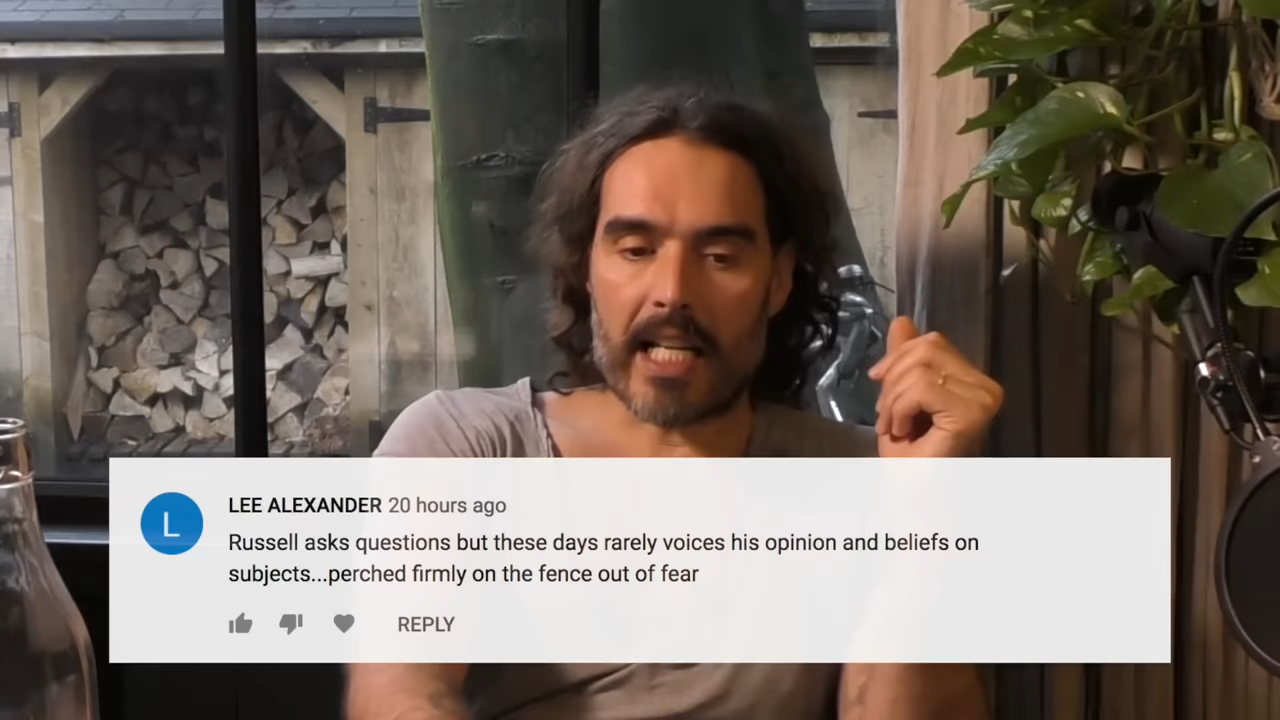 L
LEE ALEXANDER 20 hours ago
Russell asks questions but these days rarely voices his opinion and beliefs on
subjects...perched firmly on the fence out of fear
REPLY